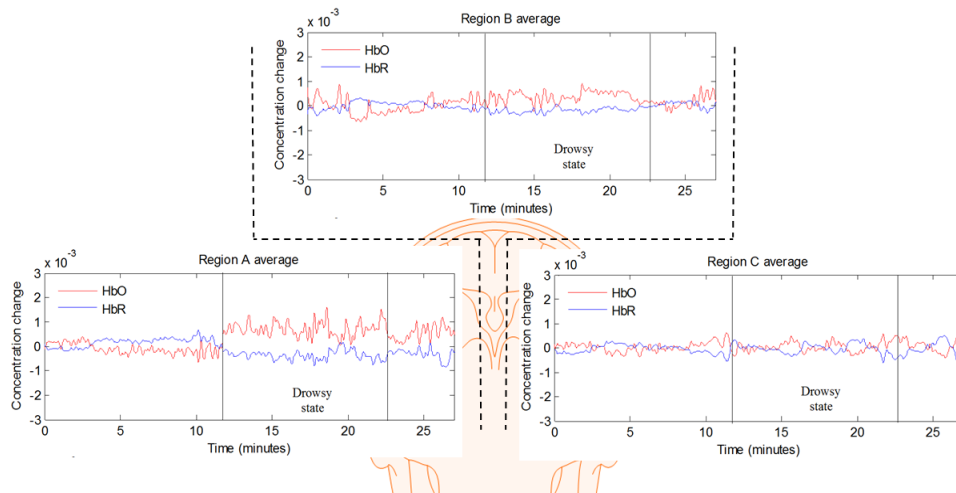 × 10⁻³
Region B average
3
2
1
0
-1
-2
-3
Concentration change
HbO
HbR
Drowsy
state
0 5 10 15 20 25
Time (minutes)
× 10⁻³
Region A average
3
2
1
0
-1
-2
-3
Concentration change
HbO
HbR
Drowsy
state
0 5 10 15 20 25
Time (minutes)
× 10⁻³
Region C average
3
2
1
0
-1
-2
-3
Concentration change
HbO
HbR
Drowsy
state
0 5 10 15 20 25
Time (minutes)